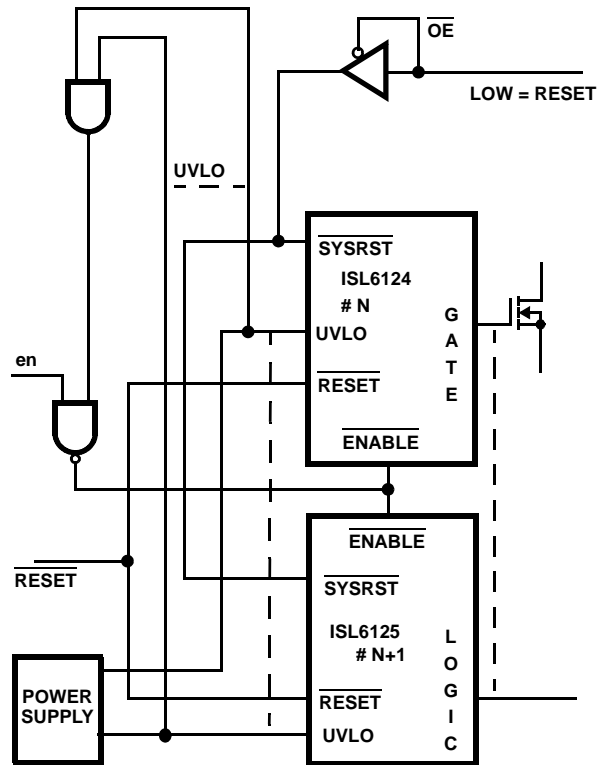 OE
LOW = RESET
UVLO
SYSRST
ISL6124
# N
UVLO
RESET
ENABLE
G
A
T
E
en
ENABLE
SYSRST
ISL6125
# N+1
RESET
UVLO
L
O
G
I
C
RESET
POWER
SUPPLY